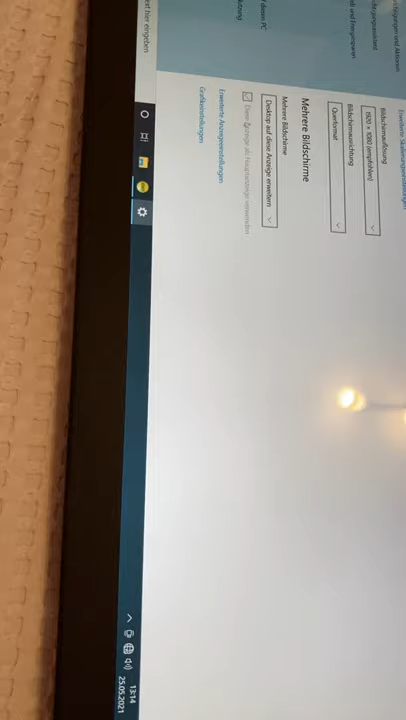 Erweiterte Skalierungseinstellungen
Bildschirmauflösung
1920 × 1080 (empfohlen)
Bildschirmausrichtung
Querformat
Mehrere Bildschirme
Mehrere Bildschirme
Desktop auf diese Anzeige erweitern
Diese Anzeige als Hauptanzeige verwenden
Erweiterte Anzeigeeinstellungen
Grafikeinstellungen
hier eingeben
13:14
25.05.2021